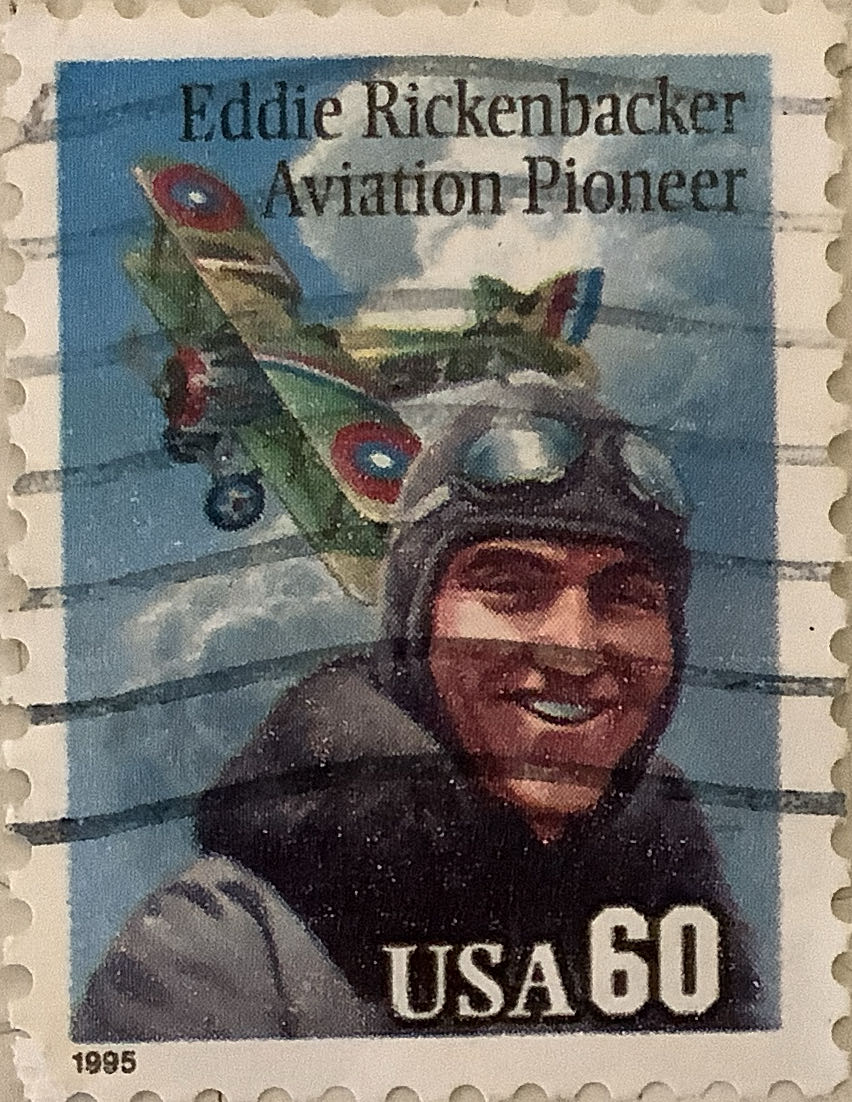 Eddie Rickenbacker
Aviation Pioneer
USA 60
1995